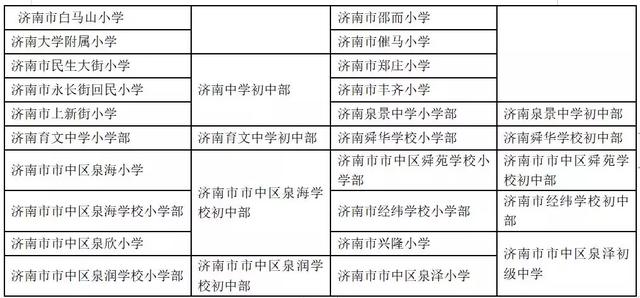 济南市白马山小学
济南市邵而小学
济南大学附属小学
济南市催马小学
济南市民生大街小学
济南市郑庄小学
济南市永长街回民小学
济南中学初中部
济南市丰齐小学
济南市上新街小学
济南泉景中学小学部
济南泉景中学初中部
济南育文中学小学部
济南育文中学初中部
济南舜华学校小学部
济南舜华学校初中部
济南市市中区泉海小学
济南市市中区泉海学
校初中部
济南市市中区舜苑学校小
学部
济南市市中区舜苑学
校初中部
济南市市中区泉海学校小学部
济南市经纬学校小学部
济南市经纬学校初中
部
济南市市中区泉欣小学
济南市兴隆小学
济南市市中区泉泽初
级中学
济南市市中区泉润学校小学部
济南市市中区泉润学
校初中部
济南市市中区泉泽小学